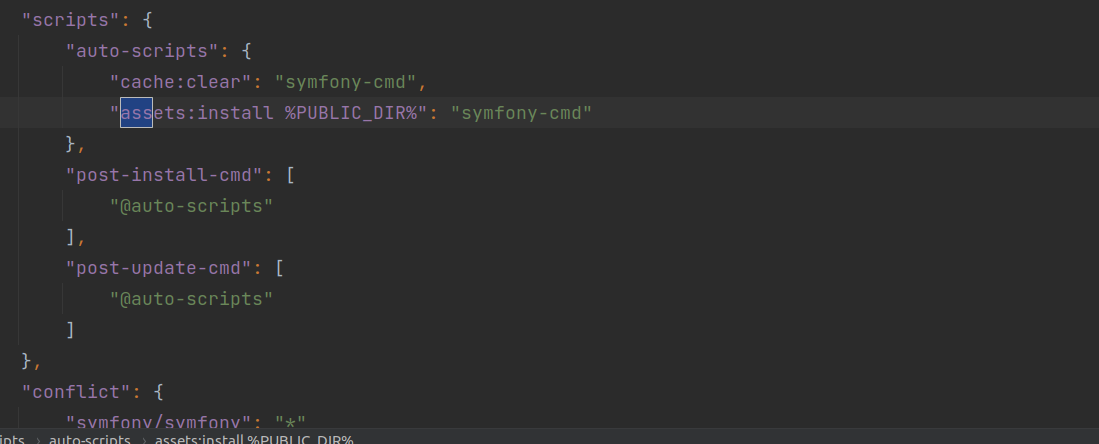 "scripts": {
"auto-scripts": {
"cache:clear": "symfony-cmd",
"assets:install %PUBLIC_DIR%": "symfony-cmd"
},
"post-install-cmd": [
"@auto-scripts"
],
"post-update-cmd": [
"@auto-scripts"
]
},
"conflict": {
"symfony/symfony": "*"
ipts › auto-scripts › assets:install %PUBLIC_DIR%